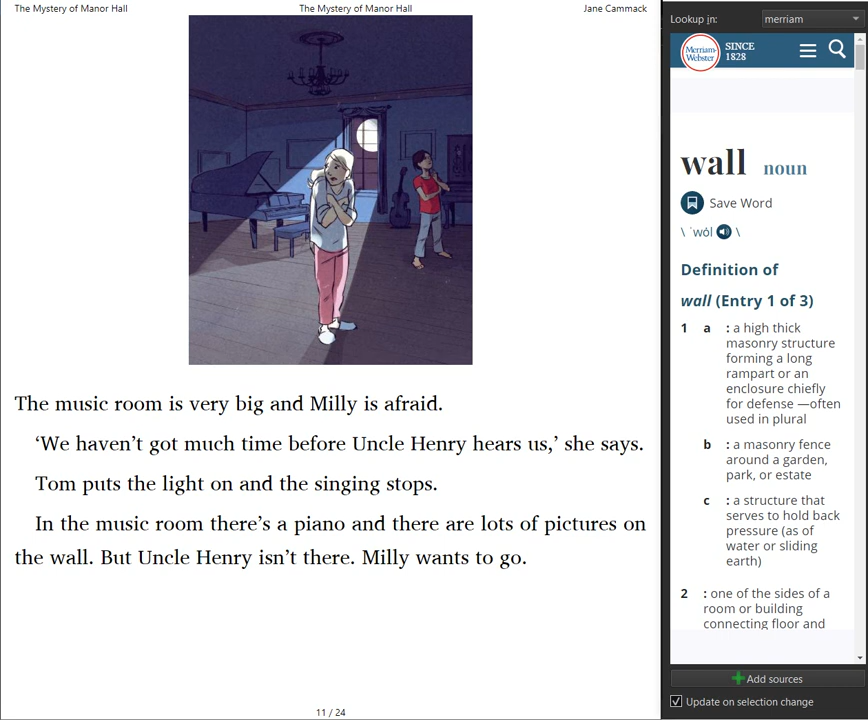 The Mystery of Manor Hall
The Mystery of Manor Hall
Jane Cammack
The music room is very big and Milly is afraid.
‘We haven’t got much time before Uncle Henry hears us,’ she says.
Tom puts the light on and the singing stops.
In the music room there’s a piano and there are lots of pictures on
the wall. But Uncle Henry isn’t there. Milly wants to go.
11 / 24
Lookup in:
merriam
Merriam-
Webster
SINCE
1828
wall noun
Save Word
\ ˈwȯl \
Definition of
wall (Entry 1 of 3)
1 a : a high thick
masonry structure
forming a long
rampart or an
enclosure chiefly
for defense —often
used in plural
b : a masonry fence
around a garden,
park, or estate
c : a structure that
serves to hold back
pressure (as of
water or sliding
earth)
2 : one of the sides of a
room or building
connecting floor and
Add sources
Update on selection change